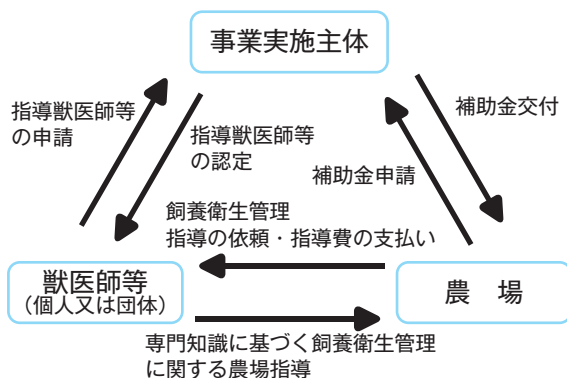 事業実施主体
指導獣医師等
の申請
指導獣医師等
の認定
補助金交付
補助金申請
飼養衛生管理
指導の依頼・指導費の支払い
獣医師等
（個人又は団体）
農　場
専門知識に基づく飼養衛生管理
に関する農場指導